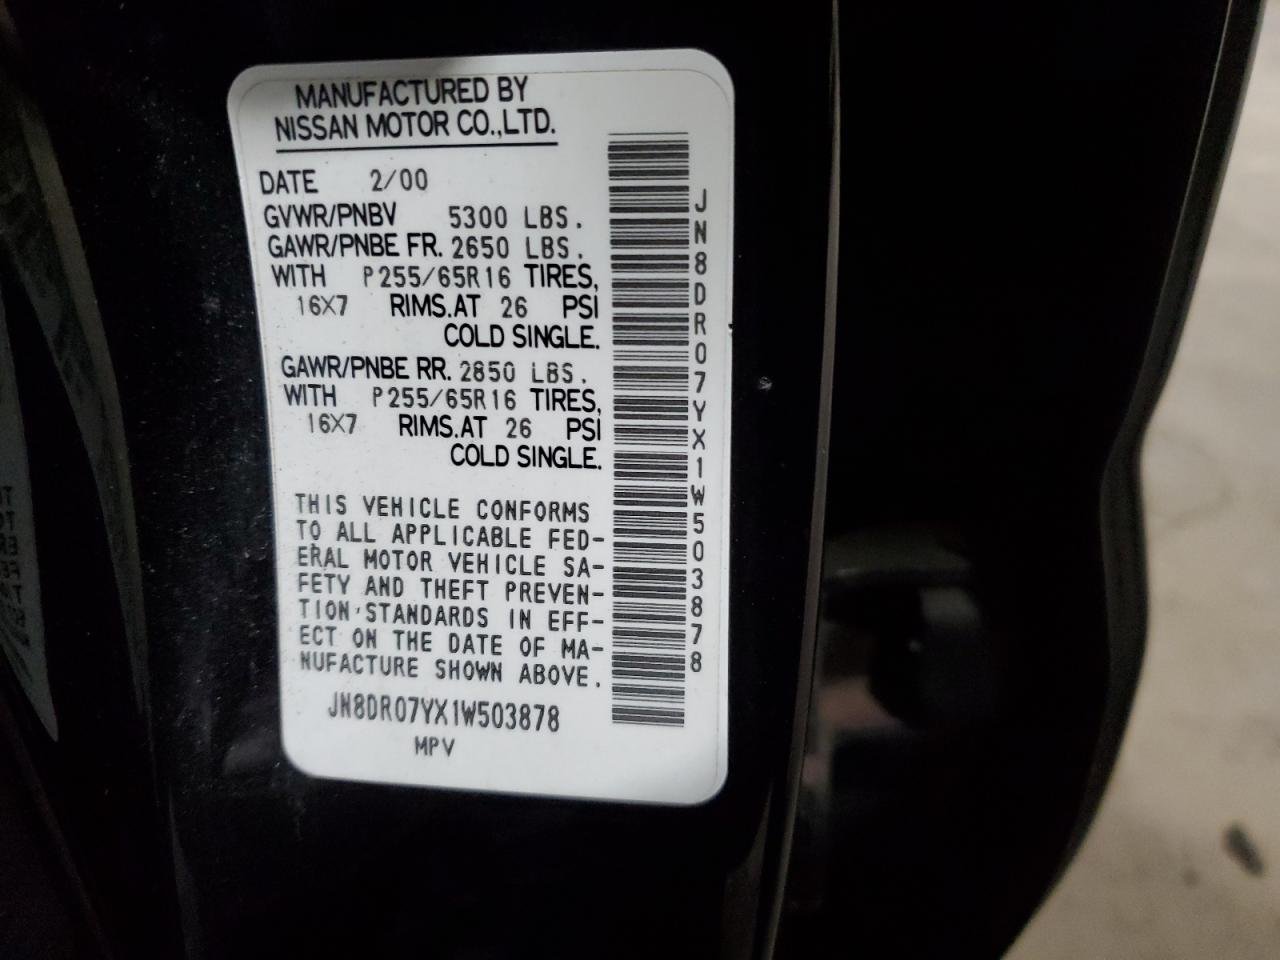 MANUFACTURED BY
NISSAN MOTOR CO.,LTD.
DATE 2/00
GVWR/PNBV 5300 LBS.
GAWR/PNBE FR. 2650 LBS.
WITH P255/65R16 TIRES,
16X7 RIMS.AT 26 PSI
COLD SINGLE.
GAWR/PNBE RR. 2850 LBS.
WITH P255/65R16 TIRES,
16X7 RIMS.AT 26 PSI
COLD SINGLE.
THIS VEHICLE CONFORMS
TO ALL APPLICABLE FED-
ERAL MOTOR VEHICLE SA-
FETY AND THEFT PREVEN-
TION STANDARDS IN EFF-
ECT ON THE DATE OF MA-
NUFACTURE SHOWN ABOVE.
JN8DR07YX1W503878
MPV
JN8DR07YX1W503878